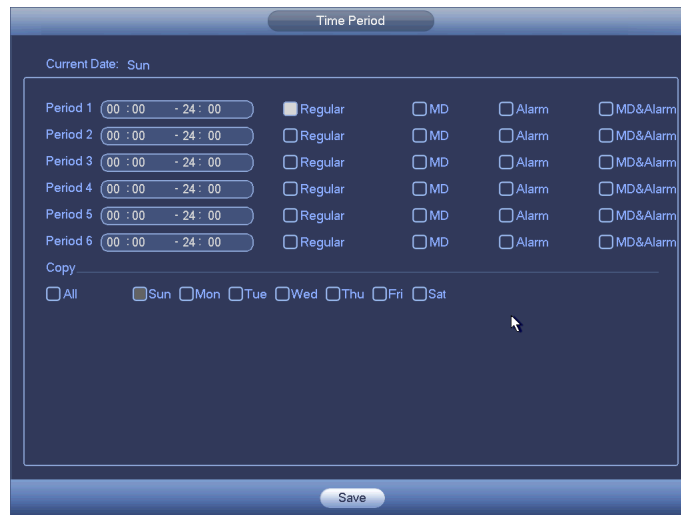 Time Period
Current Date: Sun
Period 1 00 :00 - 24 : 00 Regular MD Alarm MD&Alarm
Period 2 00 :00 - 24 : 00 Regular MD Alarm MD&Alarm
Period 3 00 :00 - 24 : 00 Regular MD Alarm MD&Alarm
Period 4 00 :00 - 24 : 00 Regular MD Alarm MD&Alarm
Period 5 00 :00 - 24 : 00 Regular MD Alarm MD&Alarm
Period 6 00 :00 - 24 : 00 Regular MD Alarm MD&Alarm
Copy
All Sun Mon Tue Wed Thu Fri Sat
Save